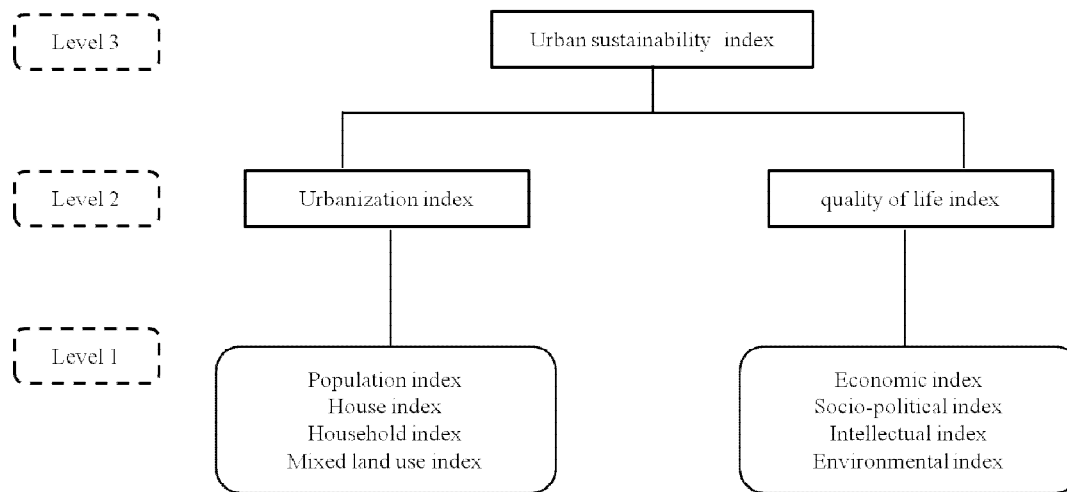 Level 3
Urban sustainability index
Level 2
Urbanization index
quality of life index
Level 1
Population index
House index
Household index
Mixed land use index
Economic index
Socio-political index
Intellectual index
Environmental index